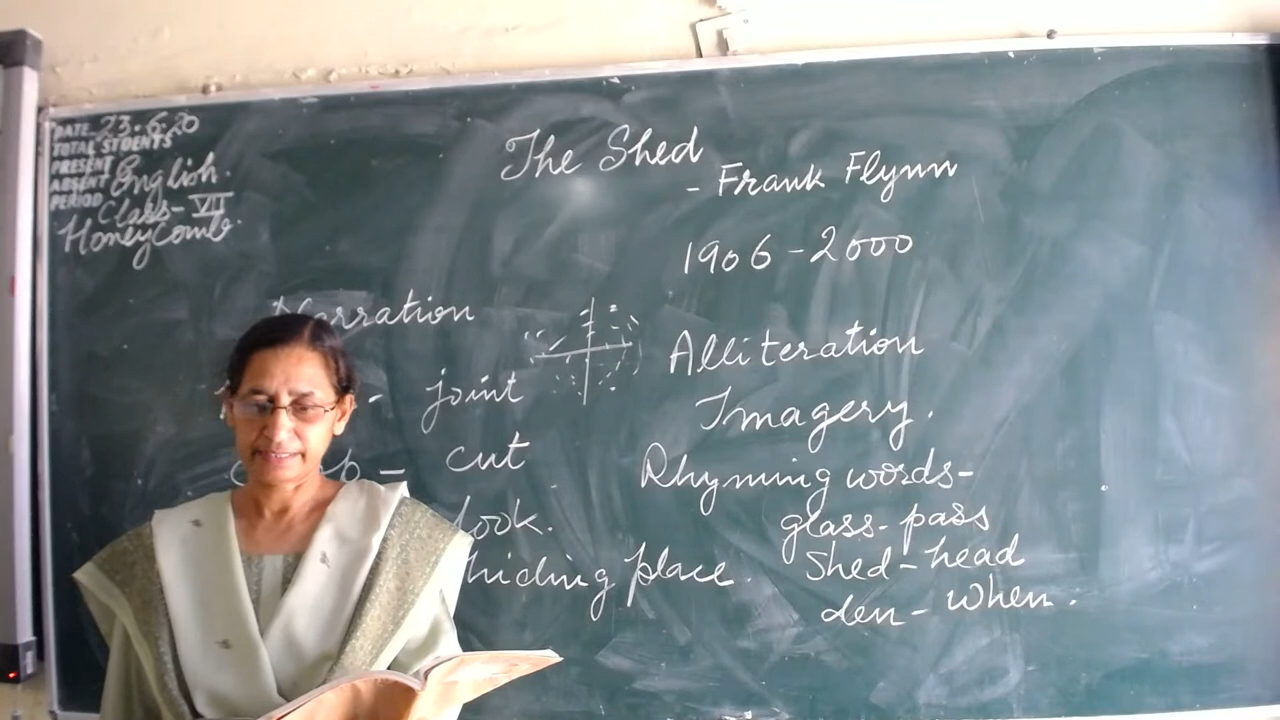 DATE 23.6.20
TOTAL STUDENTS
PRESENT
ABSENT English.
PERIOD Class-VII
Honeycomb.
The Shed
- Frank Flynn
1906-2000
Narration
- joint
- cut
look.
hiding place.
Alliteration
Imagery.
Rhyming words-
glass-pass
Shed-head
den-when.